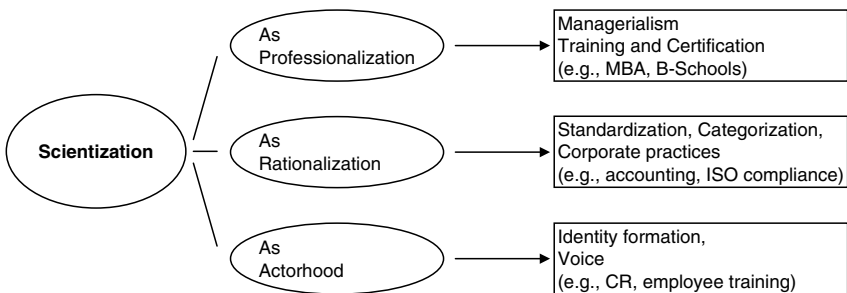 Scientization
As
Professionalization
Managerialism
Training and Certification
(e.g., MBA, B-Schools)
As
Rationalization
Standardization, Categorization,
Corporate practices
(e.g., accounting, ISO compliance)
As
Actorhood
Identity formation,
Voice
(e.g., CR, employee training)